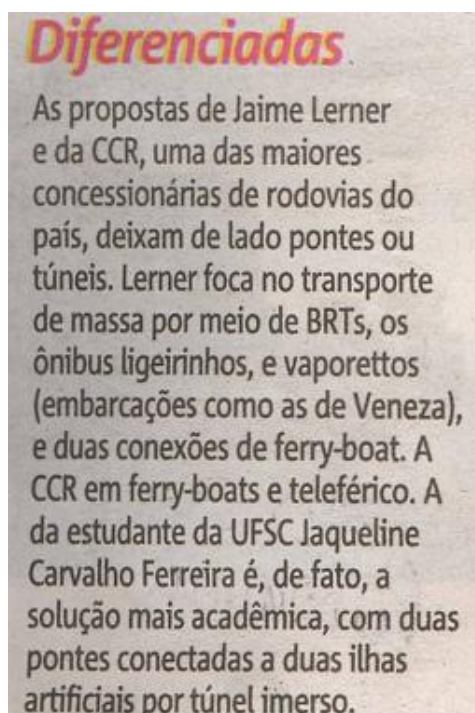 Diferenciadas
As propostas de Jaime Lerner
e da CCR, uma das maiores
concessionárias de rodovias do
país, deixam de lado pontes ou
túneis. Lerner foca no transporte
de massa por meio de BRTs, os
ônibus ligeirinhos, e vaporettos
(embarcações como as de Veneza),
e duas conexões de ferry-boat. A
CCR em ferry-boats e teleférico. A
da estudante da UFSC Jaqueline
Carvalho Ferreira é, de fato, a
solução mais acadêmica, com duas
pontes conectadas a duas ilhas
artificiais por túnel imerso.